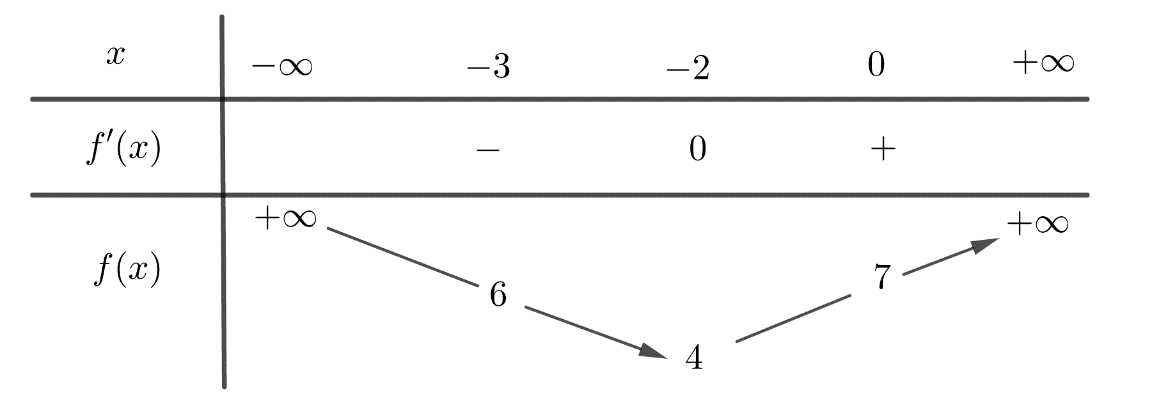 x −∞ −3 −2 0 +∞
f′(x) − 0 +
+∞ +∞
f(x) 6 7
4